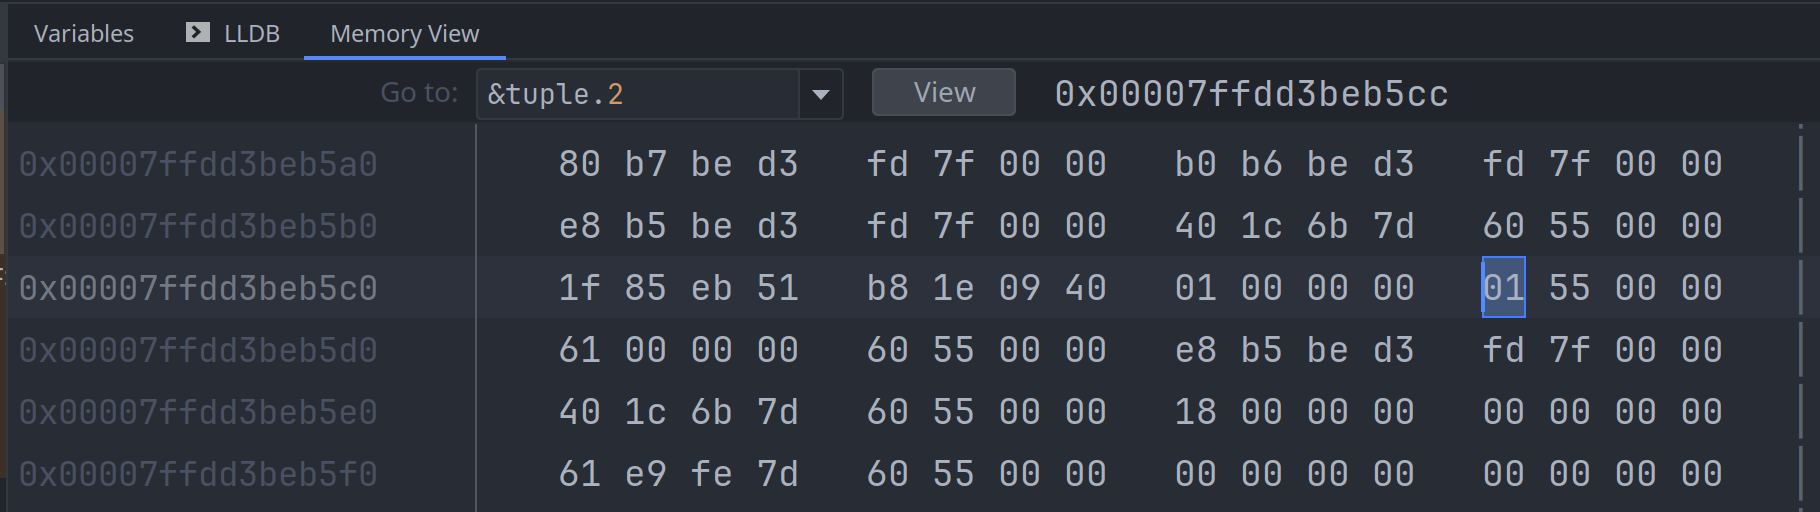 Variables LLDB Memory View
Go to: &tuple.2 View 0x00007ffdd3beb5cc
0x00007ffdd3beb5a0 80 b7 be d3 fd 7f 00 00 b0 b6 be d3 fd 7f 00 00
0x00007ffdd3beb5b0 e8 b5 be d3 fd 7f 00 00 40 1c 6b 7d 60 55 00 00
0x00007ffdd3beb5c0 1f 85 eb 51 b8 1e 09 40 01 00 00 00 01 55 00 00
0x00007ffdd3beb5d0 61 00 00 00 60 55 00 00 e8 b5 be d3 fd 7f 00 00
0x00007ffdd3beb5e0 40 1c 6b 7d 60 55 00 00 18 00 00 00 00 00 00 00
0x00007ffdd3beb5f0 61 e9 fe 7d 60 55 00 00 00 00 00 00 00 00 00 00